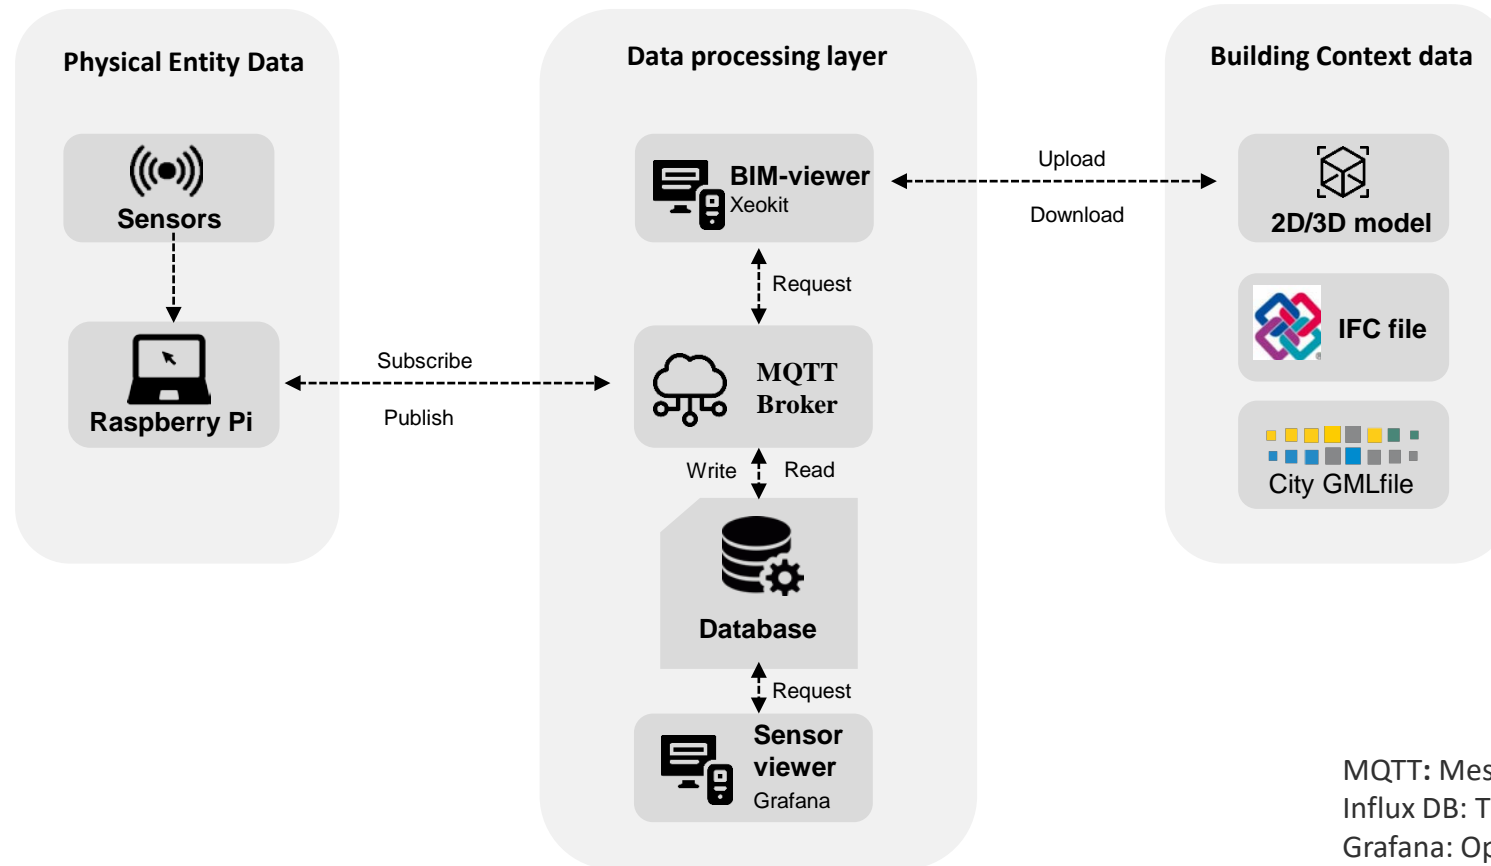 Physical Entity Data
Sensors
Raspberry Pi
Subscribe
Publish
Data processing layer
BIM-viewer
Xeokit
Request
MQTT
Broker
Write
Read
Database
Request
Sensor
viewer
Grafana
Upload
Download
Building Context data
2D/3D model
IFC file
City GMLfile
MQTT: Mes
Influx DB: T
Grafana: Op